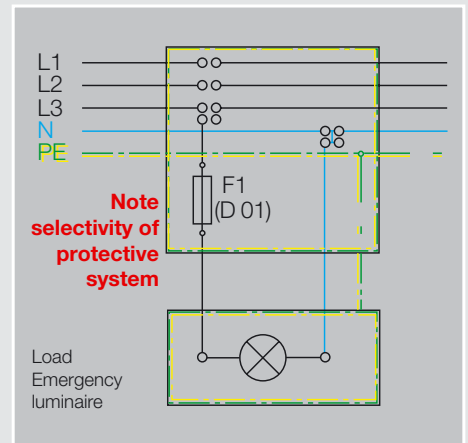 L1
L2
L3
N
PE
F1
(D 01)
Note
selectivity of
protective
system
Load
Emergency
luminaire